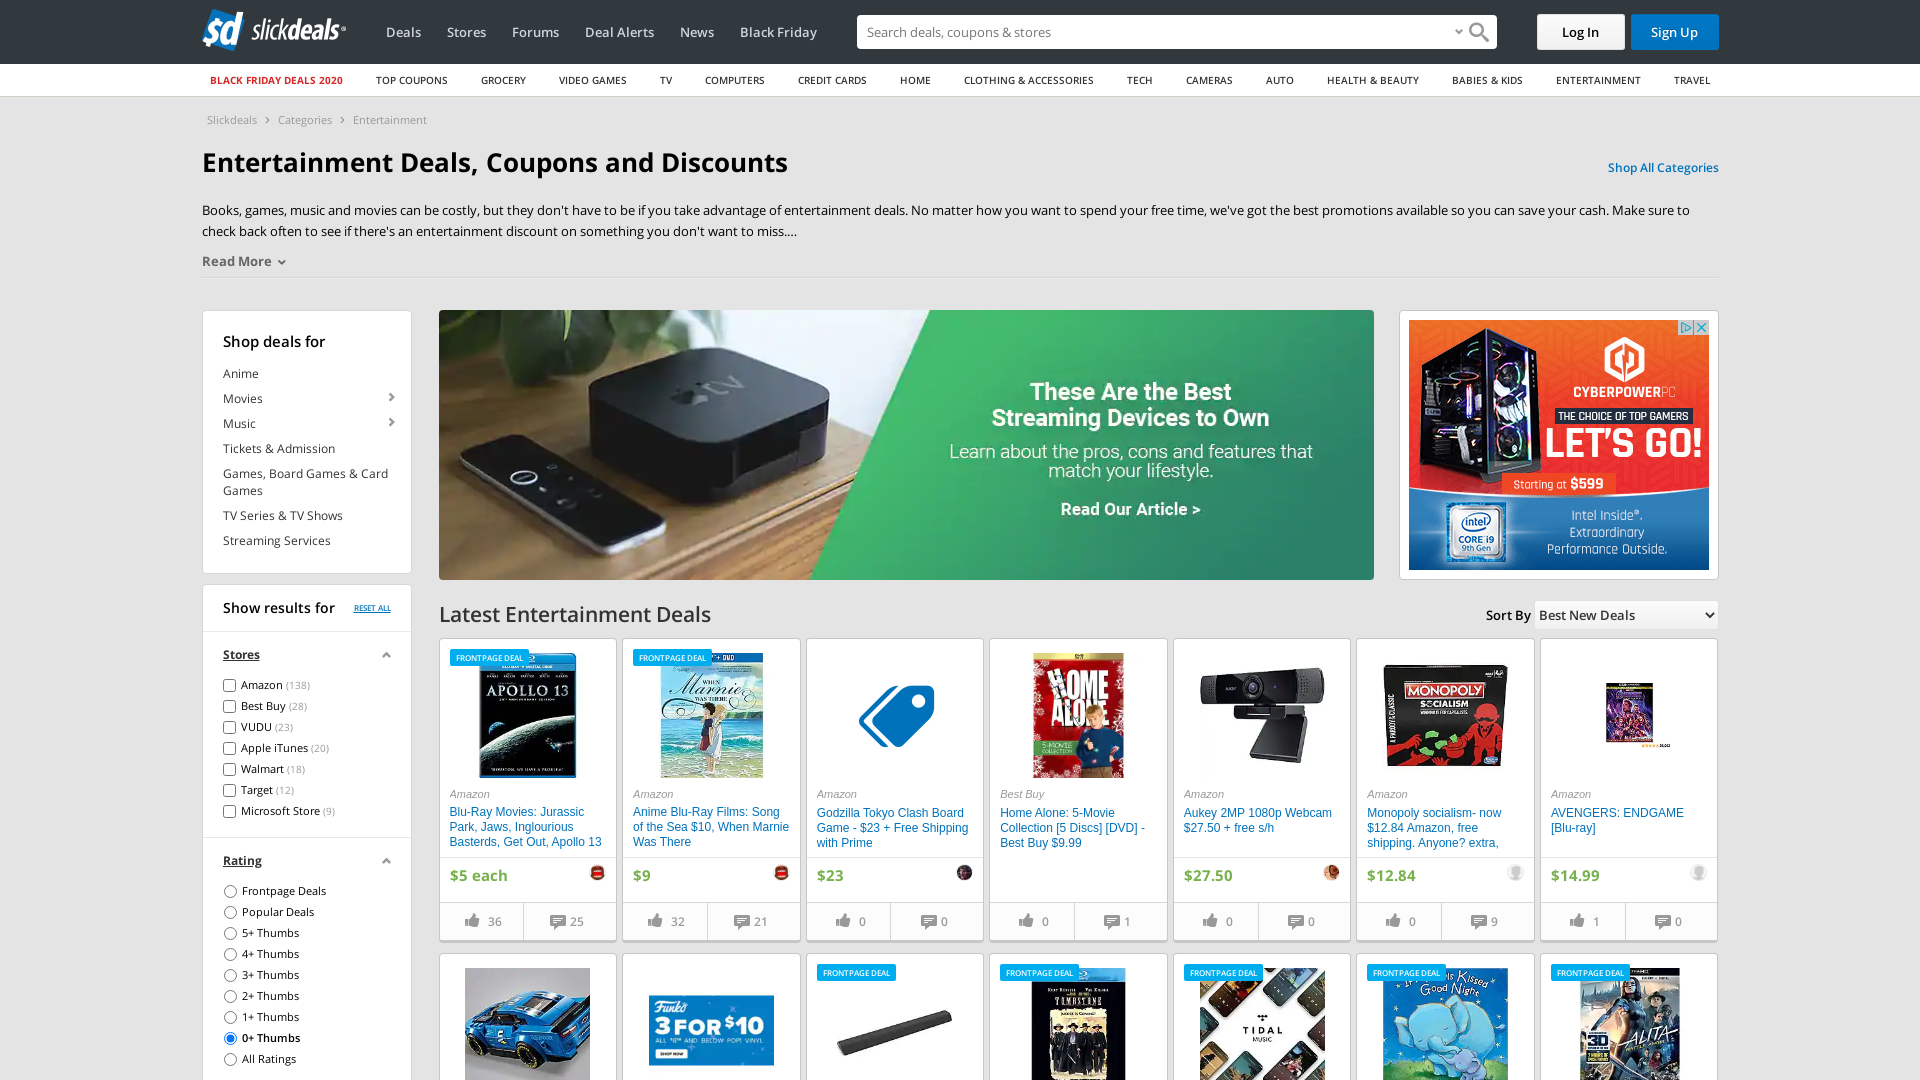 sd slickdeals
Deals
Stores
Forums
Deal Alerts
News
Black Friday
Search deals, coupons & stores
Log In
Sign Up
BLACK FRIDAY DEALS 2020
TOP COUPONS
GROCERY
VIDEO GAMES
TV
COMPUTERS
CREDIT CARDS
HOME
CLOTHING & ACCESSORIES
TECH
CAMERAS
AUTO
HEALTH & BEAUTY
BABIES & KIDS
ENTERTAINMENT
TRAVEL
Slickdeals
Categories
Entertainment
Entertainment Deals, Coupons and Discounts
Shop All Categories
Books, games, music and movies can be costly, but they don't have to be if you take advantage of entertainment deals. No matter how you want to spend your free time, we've got the best promotions available so you can save your cash. Make sure to
check back often to see if there's an entertainment discount on something you don't want to miss....
Read More
Shop deals for
Anime
Movies
Music
Tickets & Admission
Games, Board Games & Card
Games
TV Series & TV Shows
Streaming Services
tv
These Are the Best
Streaming Devices to Own
Learn about the pros, cons and features that
match your lifestyle.
Read Our Article >
CYBERPOWERPC
THE CHOICE OF TOP GAMERS
LET'S GO!
Starting at $599
intel
CORE i9
9th Gen
Intel Inside®.
Extraordinary
Performance Outside.
Show results for
RESET ALL
Stores
Amazon (138)
Best Buy (28)
VUDU (23)
Apple iTunes (20)
Walmart (18)
Target (12)
Microsoft Store (9)
Rating
Frontpage Deals
Popular Deals
5+ Thumbs
4+ Thumbs
3+ Thumbs
2+ Thumbs
1+ Thumbs
0+ Thumbs
All Ratings
Latest Entertainment Deals
Sort By
Best New Deals
FRONTPAGE DEAL
APOLLO 13
Amazon
Blu-Ray Movies: Jurassic
Park, Jaws, Inglourious
Basterds, Get Out, Apollo 13
$5 each
36
25
FRONTPAGE DEAL
WHEN
Marnie
WAS THERE
Amazon
Anime Blu-Ray Films: Song
of the Sea $10, When Marnie
Was There
$9
32
21
Amazon
Godzilla Tokyo Clash Board
Game - $23 + Free Shipping
with Prime
$23
0
0
HOME
ALONE
5-MOVIE
COLLECTION
Best Buy
Home Alone: 5-Movie
Collection [5 Discs] [DVD] -
Best Buy $9.99
0
1
AUKEY
Amazon
Aukey 2MP 1080p Webcam
$27.50 + free s/h
$27.50
0
0
MONOPOLY
SOCIALISM
Amazon
Monopoly socialism- now
$12.84 Amazon, free
shipping. Anyone? extra,
$12.84
0
9
Amazon
AVENGERS: ENDGAME
[Blu-ray]
$14.99
1
0
Funko
3 FOR $10
SHOP NOW
FRONTPAGE DEAL
FRONTPAGE DEAL
TOMBSTONE
FRONTPAGE DEAL
TIDAL
MUSIC
FRONTPAGE DEAL
Kissed
Good Night
FRONTPAGE DEAL
3D
ALITA